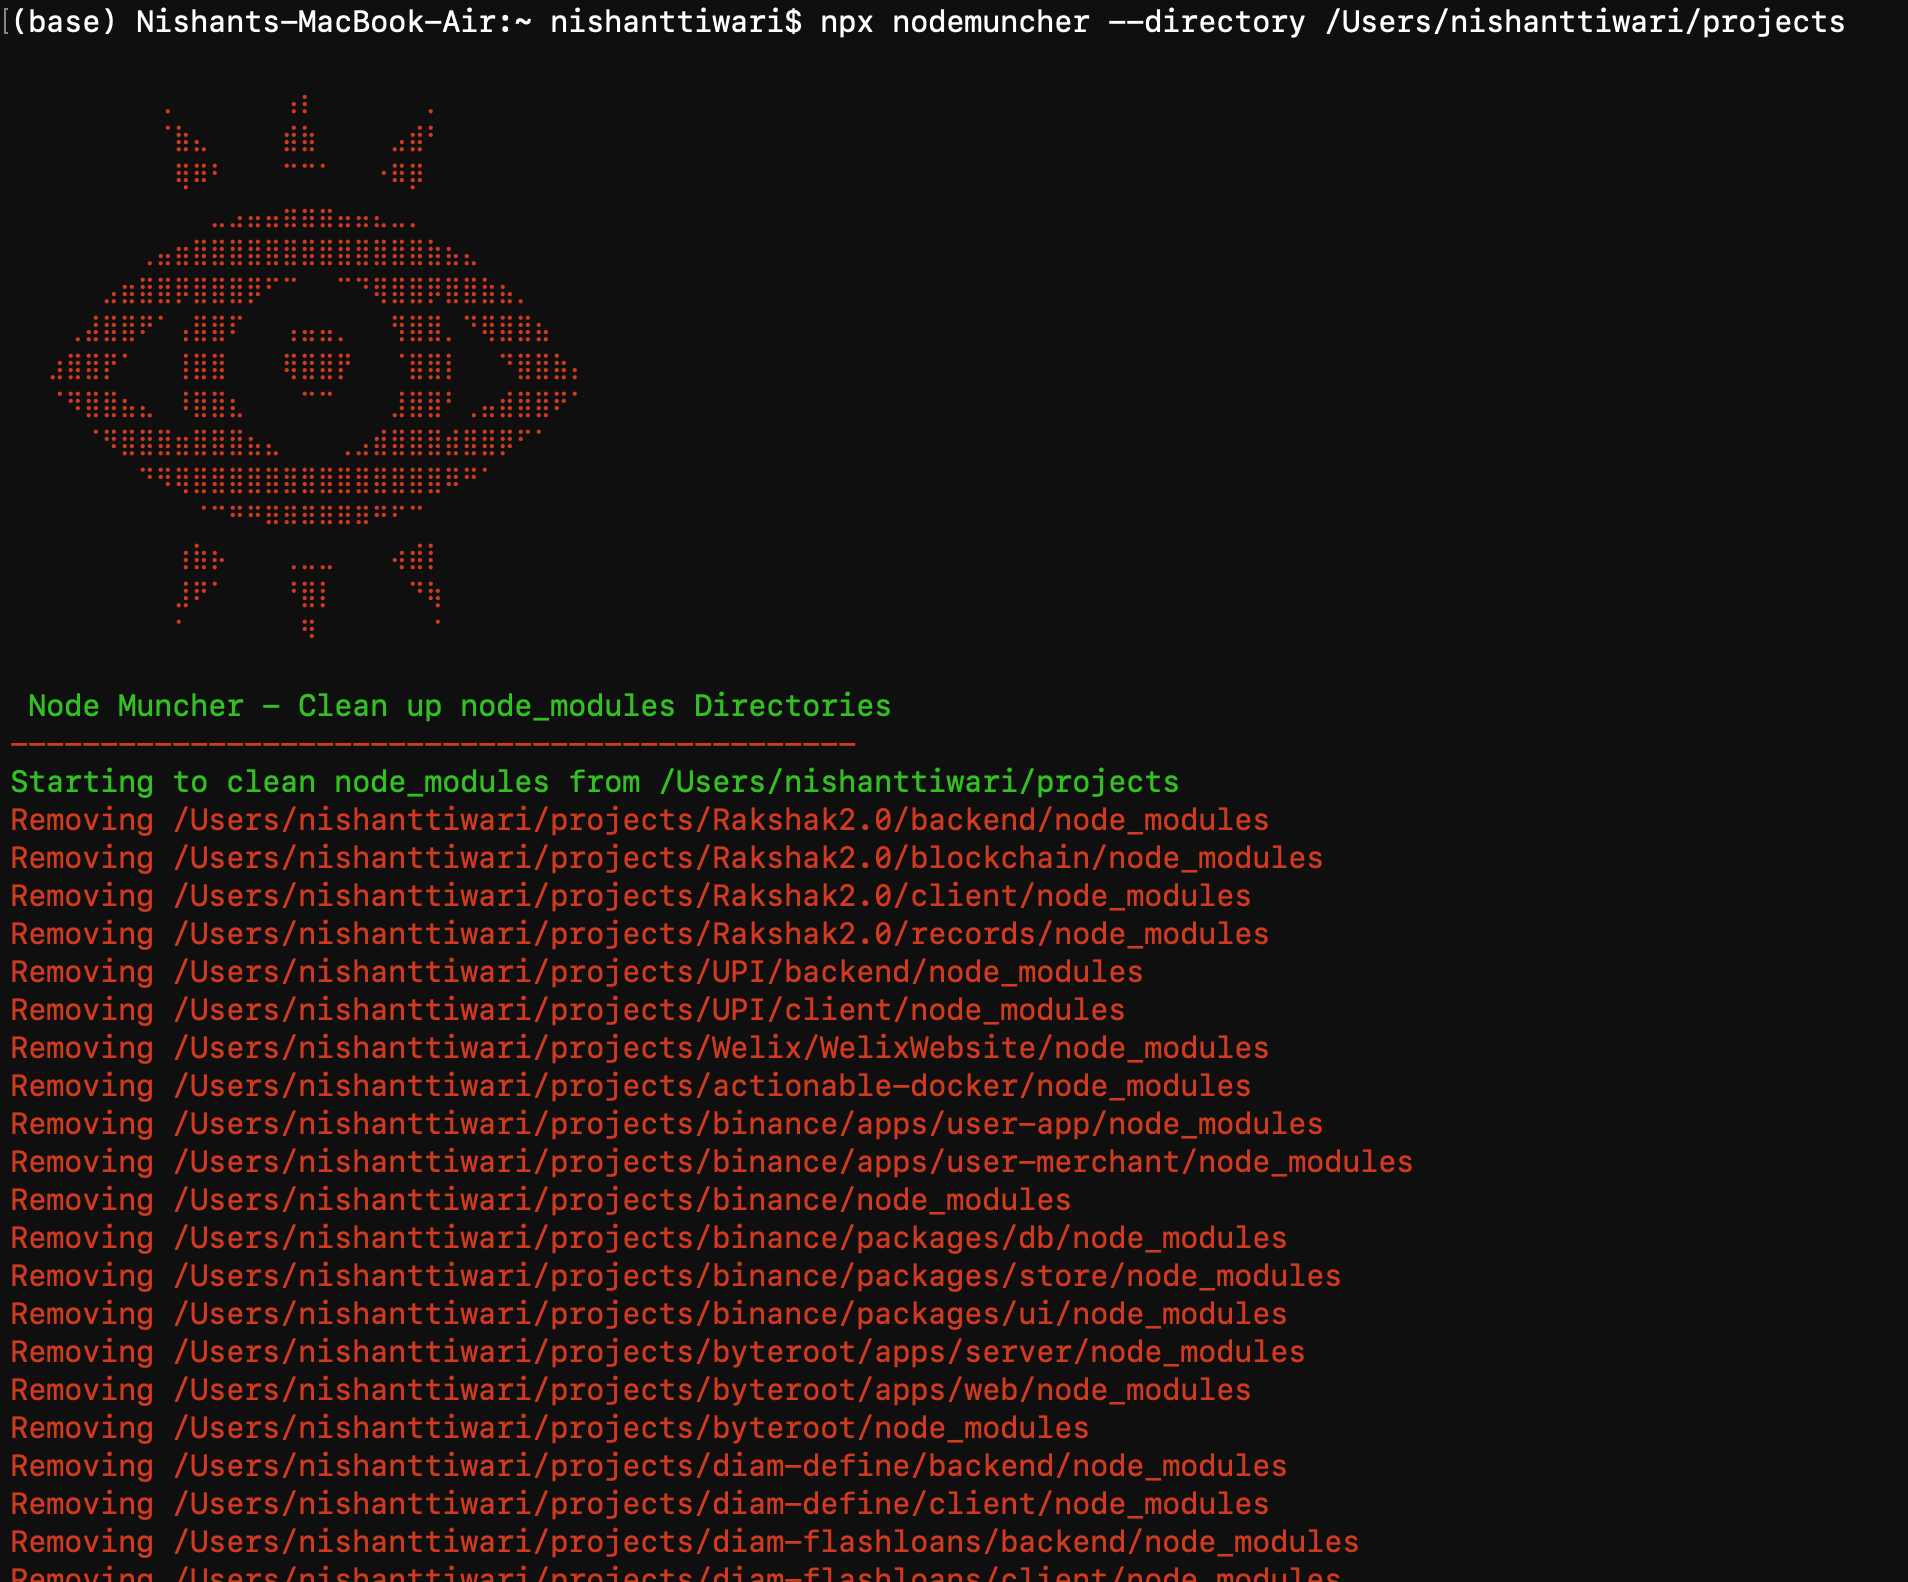 (base) Nishants-MacBook-Air:~ nishanttiwari$ npx nodemuncher --directory /Users/nishanttiwari/projects
Node Muncher - Clean up node_modules Directories
-----------------------------------------------
Starting to clean node_modules from /Users/nishanttiwari/projects
Removing /Users/nishanttiwari/projects/Rakshak2.0/backend/node_modules
Removing /Users/nishanttiwari/projects/Rakshak2.0/blockchain/node_modules
Removing /Users/nishanttiwari/projects/Rakshak2.0/client/node_modules
Removing /Users/nishanttiwari/projects/Rakshak2.0/records/node_modules
Removing /Users/nishanttiwari/projects/UPI/backend/node_modules
Removing /Users/nishanttiwari/projects/UPI/client/node_modules
Removing /Users/nishanttiwari/projects/Welix/WelixWebsite/node_modules
Removing /Users/nishanttiwari/projects/actionable-docker/node_modules
Removing /Users/nishanttiwari/projects/binance/apps/user-app/node_modules
Removing /Users/nishanttiwari/projects/binance/apps/user-merchant/node_modules
Removing /Users/nishanttiwari/projects/binance/node_modules
Removing /Users/nishanttiwari/projects/binance/packages/db/node_modules
Removing /Users/nishanttiwari/projects/binance/packages/store/node_modules
Removing /Users/nishanttiwari/projects/binance/packages/ui/node_modules
Removing /Users/nishanttiwari/projects/byteroot/apps/server/node_modules
Removing /Users/nishanttiwari/projects/byteroot/apps/web/node_modules
Removing /Users/nishanttiwari/projects/byteroot/node_modules
Removing /Users/nishanttiwari/projects/diam-define/backend/node_modules
Removing /Users/nishanttiwari/projects/diam-define/client/node_modules
Removing /Users/nishanttiwari/projects/diam-flashloans/backend/node_modules
Removing /Users/nishanttiwari/projects/diam-flashloans/client/node_modules